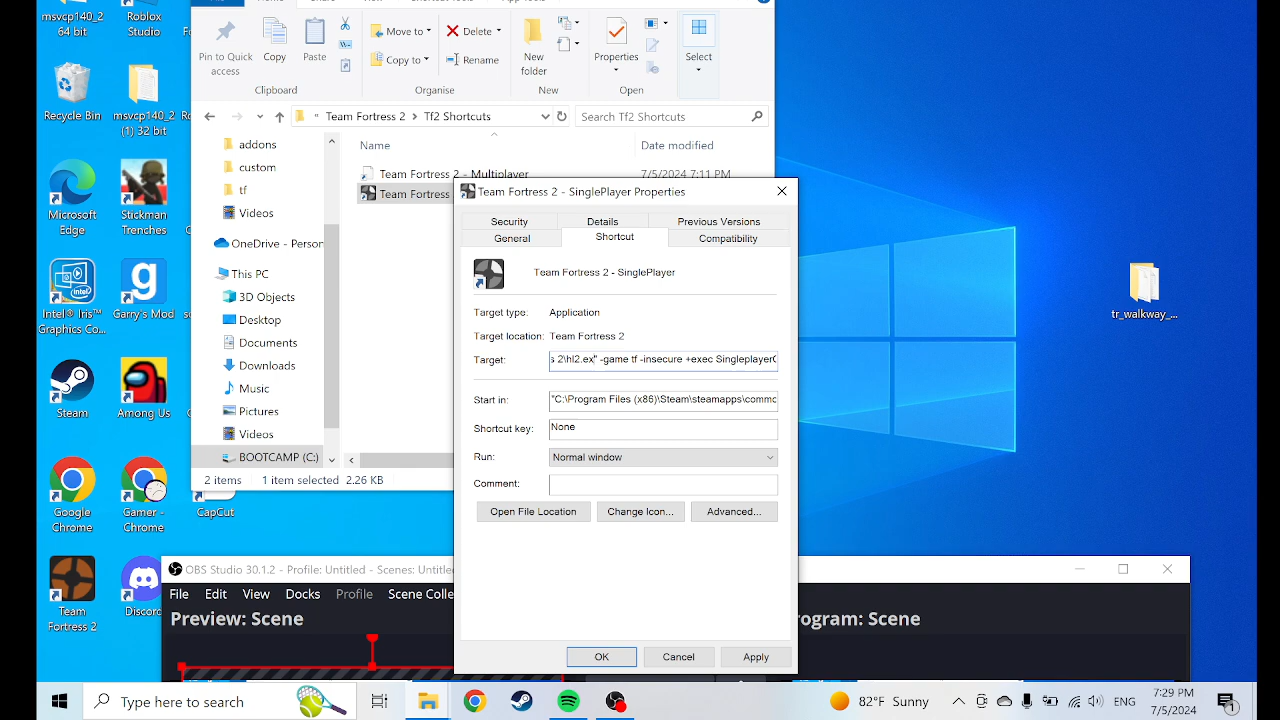 msvcp140_2
64 bit
Roblox
Studio
Recycle Bin
msvcp140_2
(1) 32 bit
Microsoft
Edge
Stickman
Trenches
Intel® Iris™
Graphics Co...
Garry's Mod
Steam
Among Us
Google
Chrome
Gamer -
Chrome
CapCut
Team
Fortress 2
Discord
Pin to Quick
access
Copy
Paste
Move to
Copy to
Delete
Rename
New
folder
Properties
Select
Clipboard
Organise
New
Open
« Team Fortress 2 > Tf2 Shortcuts
Search Tf2 Shortcuts
addons
custom
tf
Videos
OneDrive - Person
This PC
3D Objects
Desktop
Documents
Downloads
Music
Pictures
Videos
BOOTCAMP (C:)
Name
Date modified
Team Fortress 2 - Multiplayer
7/5/2024 7:11 PM
Team Fortress
2 items
1 item selected 2.26 KB
Team Fortress 2 - SinglePlayer Properties
Security
Details
Previous Versions
General
Shortcut
Compatibility
Team Fortress 2 - SinglePlayer
Target type: Application
Target location: Team Fortress 2
Target: s 2\hl2.ex" -game tf -insecure +exec Singleplayer
Start in: "C:\Program Files (x86)\Steam\steamapps\commo
Shortcut key: None
Run: Normal window
Comment:
Open File Location
Change Icon...
Advanced...
OK
Cancel
Apply
tr_walkway_...
OBS Studio 30.1.2 - Profile: Untitled - Scenes: Untitle
File Edit View Docks Profile Scene Colle
Preview: Scene
rogram: Scene
Type here to search
82°F Sunny
ENG
7:29 PM
7/5/2024
1